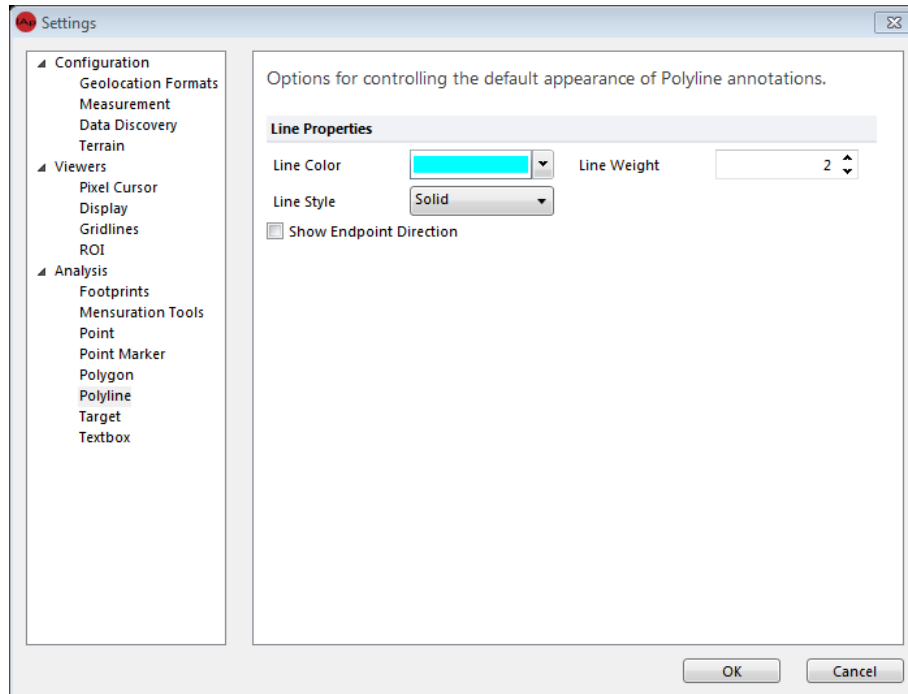 IAp Settings
Configuration
Geolocation Formats
Measurement
Data Discovery
Terrain
Viewers
Pixel Cursor
Display
Gridlines
ROI
Analysis
Footprints
Mensuration Tools
Point
Point Marker
Polygon
Polyline
Target
Textbox
Options for controlling the default appearance of Polyline annotations.
Line Properties
Line Color
Line Weight 2
Line Style Solid
Show Endpoint Direction
OK Cancel